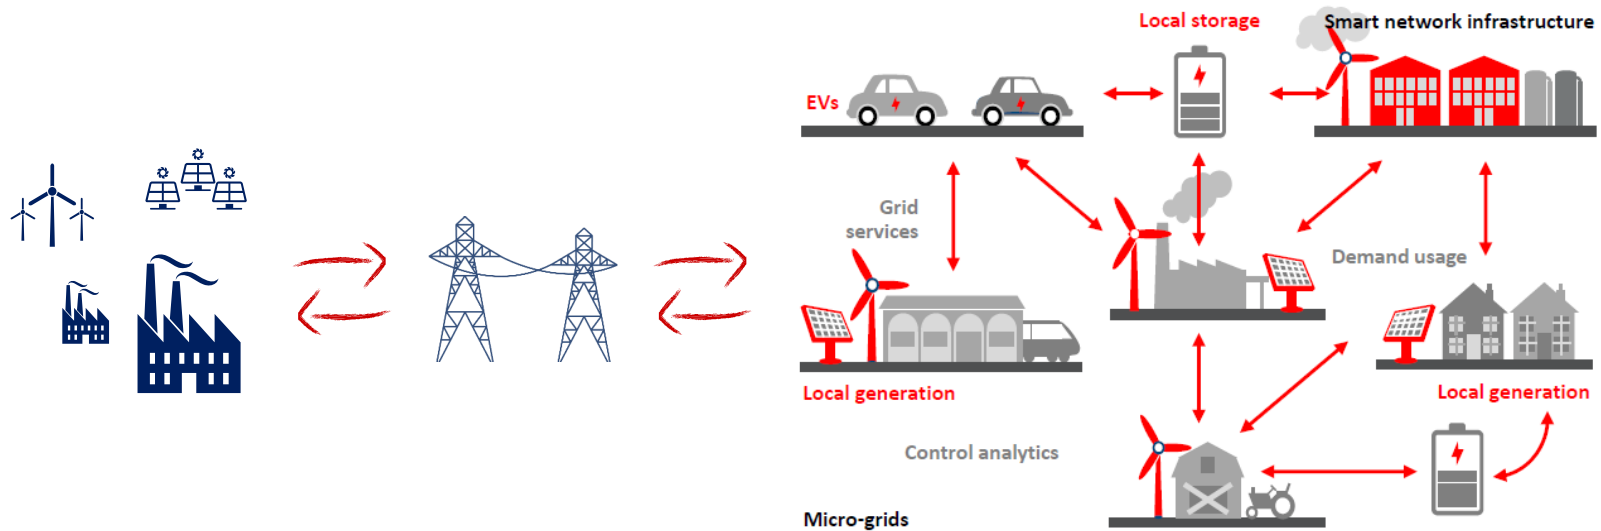 Local storage
Smart network infrastructure
EVs
Grid
services
Demand usage
Local generation
Local generation
Control analytics
Micro-grids